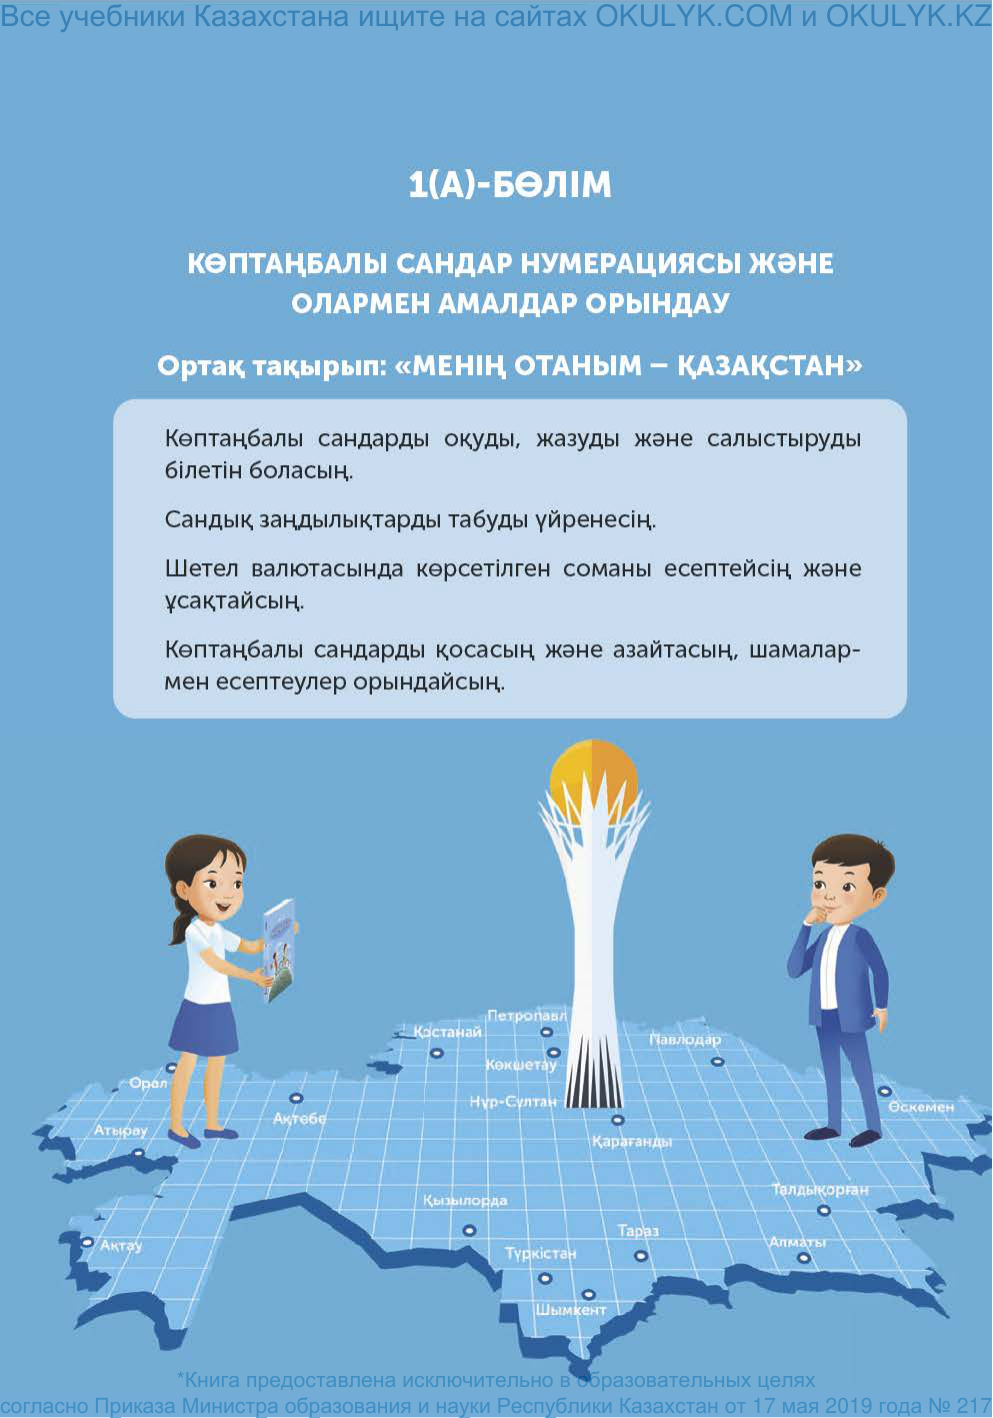 Все учебники Казахстана ищите на сайтах OKULYK.COM и OKULYK.KZ
1(А)-БӨЛІМ
КӨПТАҢБАЛЫ САНДАР НУМЕРАЦИЯСЫ ЖӘНЕ
ОЛАРМЕН АМАЛДАР ОРЫНДАУ
Ортақ тақырып: «МЕНІҢ ОТАНЫМ – ҚАЗАҚСТАН»
Көптаңбалы сандарды оқуды, жазуды және салыстыруды
білетін боласың.
Сандық заңдылықтарды табуды үйренесің.
Шетел валютасында көрсетілген соманы есептейсің және
ұсақтайсың.
Көптаңбалы сандарды қосасың және азайтасың, шамалар-
мен есептеулер орындайсың.
Петропавл
Қостанай
Павлодар
Көкшетау
Орал
Нұр-Сұлтан
Өскемен
Ақтөбе
Атырау
Қарағанды
Талдықорған
Қызылорда
Тараз
Алматы
Ақтау
Түркістан
Шымкент
*Книга предоставлена исключительно в образовательных целях
согласно Приказа Министра образования и науки Республики Казахстан от 17 мая 2019 года № 217